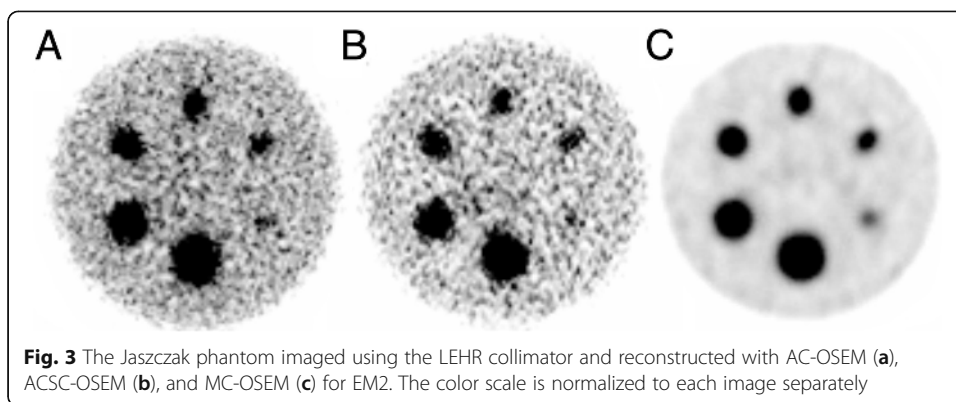 A
B
C
Fig. 3 The Jaszczak phantom imaged using the LEHR collimator and reconstructed with AC-OSEM (a),
ACSC-OSEM (b), and MC-OSEM (c) for EM2. The color scale is normalized to each image separately